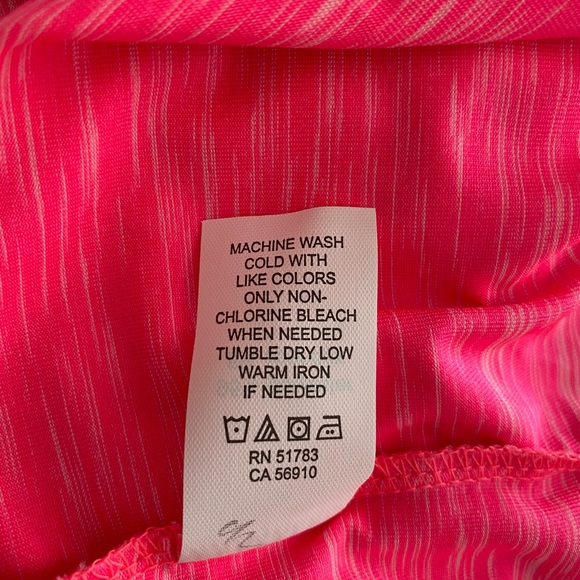 MACHINE WASH
COLD WITH
LIKE COLORS
ONLY NON-
CHLORINE BLEACH
WHEN NEEDED
TUMBLE DRY LOW
WARM IRON
IF NEEDED
RN 51783
CA 56910